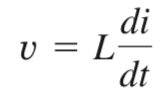 v = L di/dt